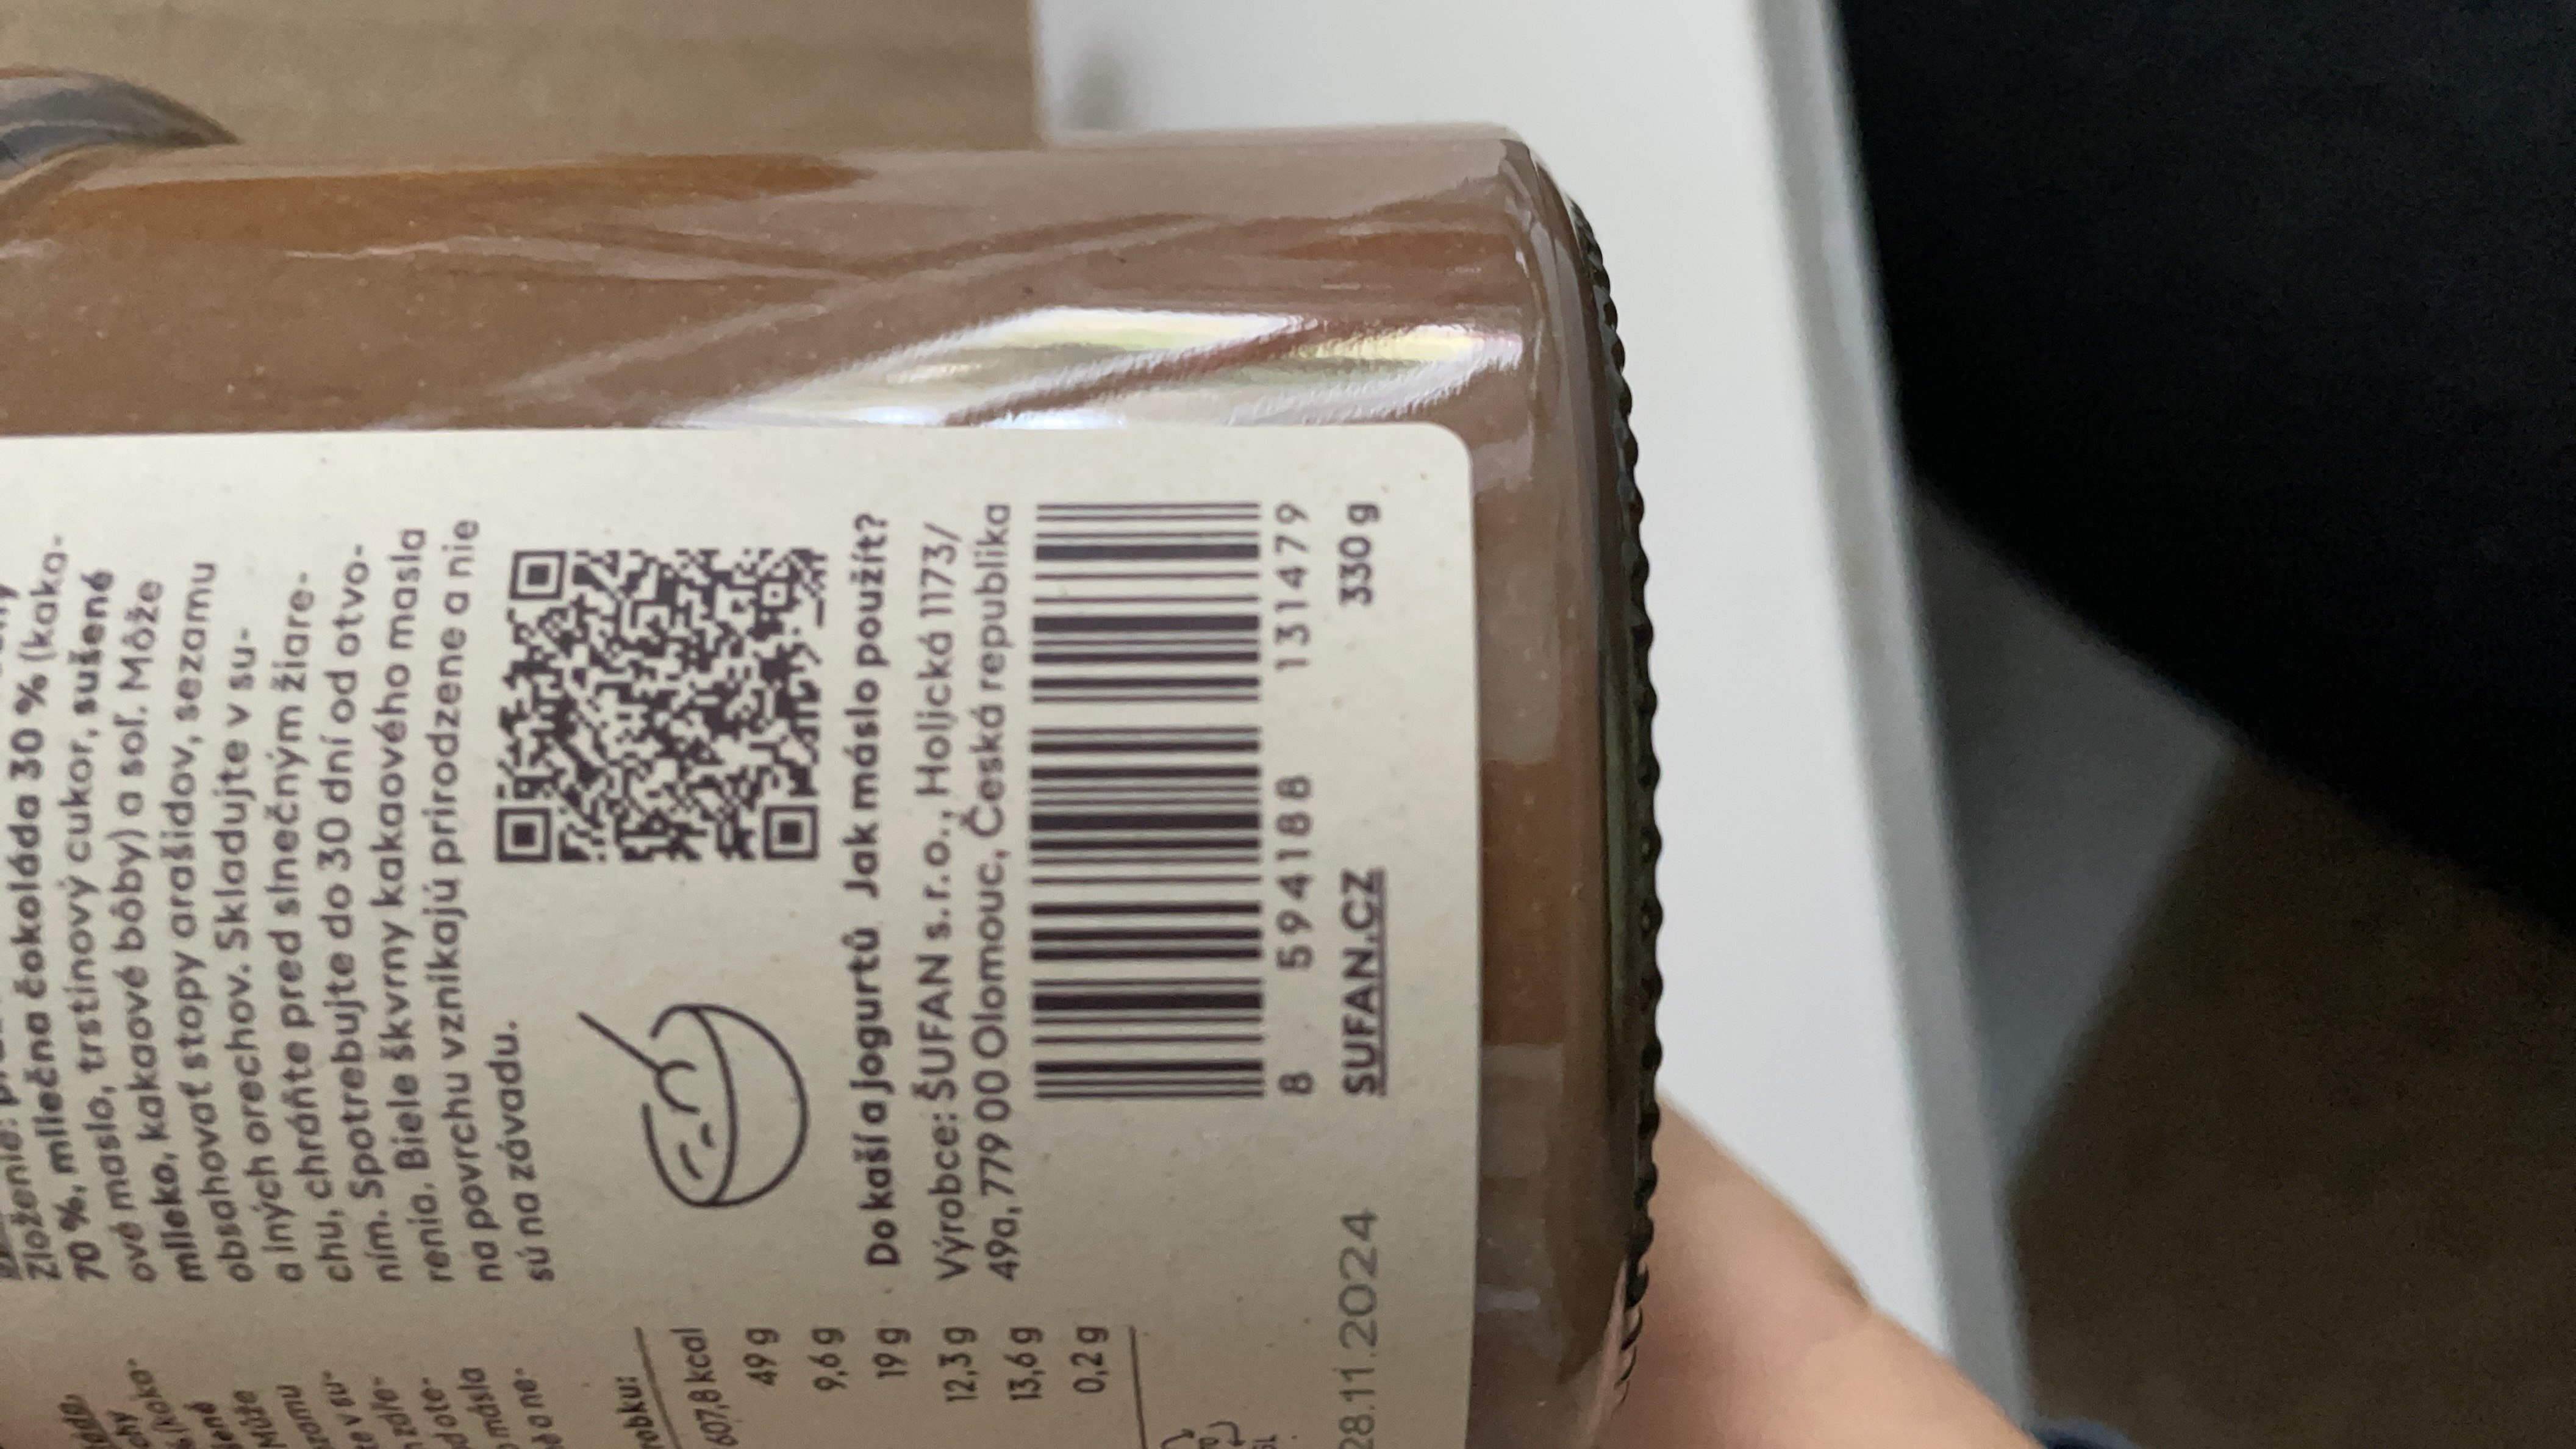 Zloženie:
Zloženie: mliečna čokoláda 30 % (kaka-
70 %, mliečna, trstinový cukor, sušené
ové maslo, kakaové bôby) a soľ. Môže
mlieko,
obsahovať stopy arašidov, sezamu
a iných orechov. Skladujte v su-
chu, chráňte pred slnečným žiare-
ním. Spotrebujte do 30 dní od otvo-
renia. Biele škvrny kakaového masla
na povrchu vznikajú prirodzene a nie
sú na závadu.
Do kaší a jogurtů Jak máslo použít?
Výrobce: ŠUFAN s.r.o., Holická 1173/
49a, 779 00 Olomouc, Česká republika
8 594188 131479
SUFAN.CZ 330 g
607,8 kcal
49 g
9,6 g
19 g
12,3 g
13,6 g
0,2 g
28.11.2024